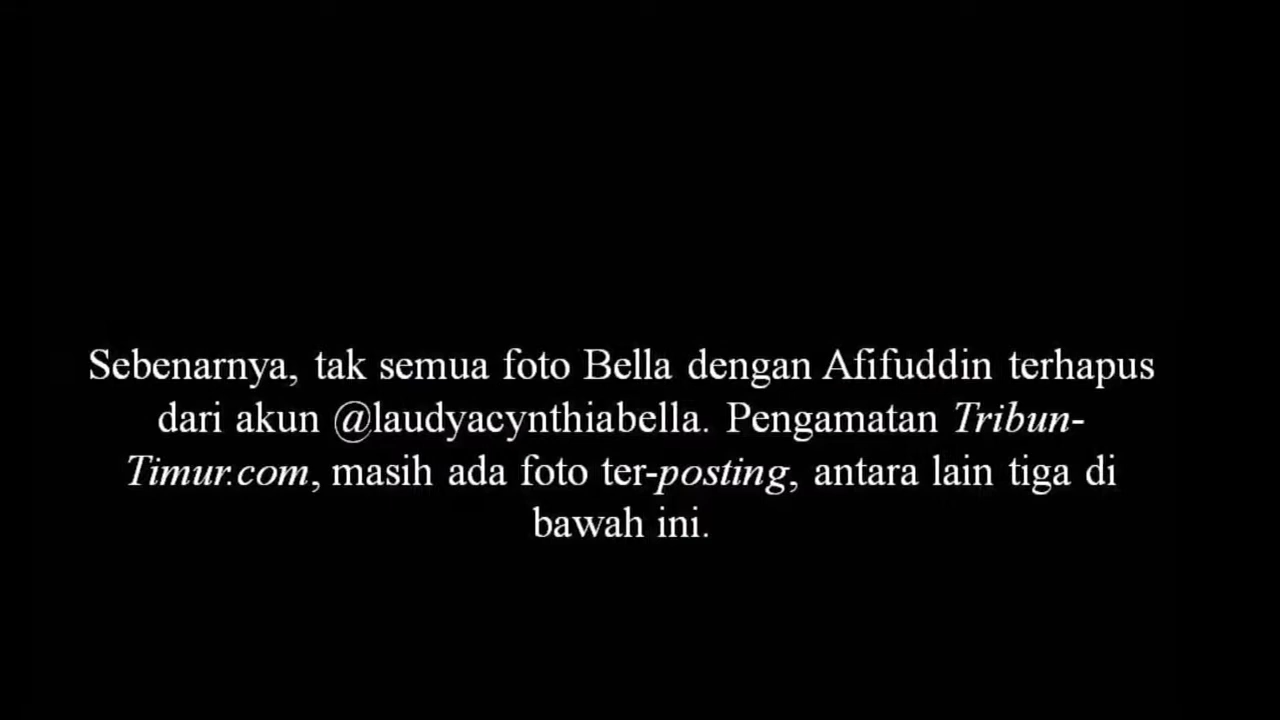 Sebenarnya, tak semua foto Bella dengan Afifuddin terhapus
dari akun @laudyacynthiabella. Pengamatan Tribun-
Timur.com, masih ada foto ter-posting, antara lain tiga di
bawah ini.